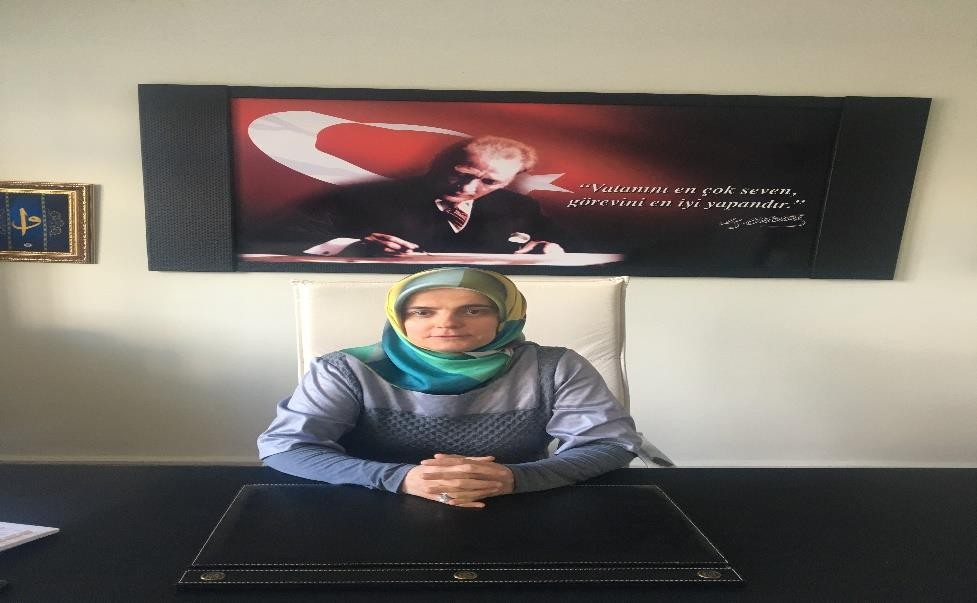 “Vatanını en çok seven,
görevini en iyi yapandır.”